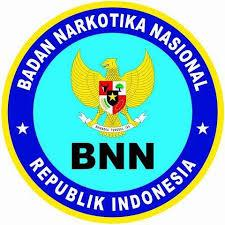 BADAN NARKOTIKA NASIONAL
BNN
REPUBLIK INDONESIA